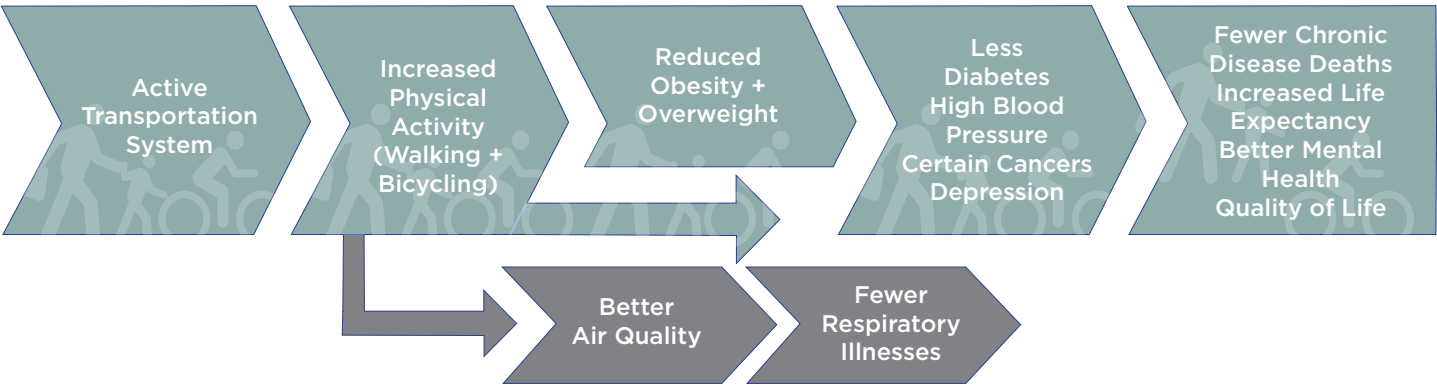 Active
Transportation
System
Increased
Physical
Activity
(Walking +
Bicycling)
Reduced
Obesity +
Overweight
Less
Diabetes
High Blood
Pressure
Certain Cancers
Depression
Fewer Chronic
Disease Deaths
Increased Life
Expectancy
Better Mental
Health
Quality of Life
Better
Air Quality
Fewer
Respiratory
Illnesses